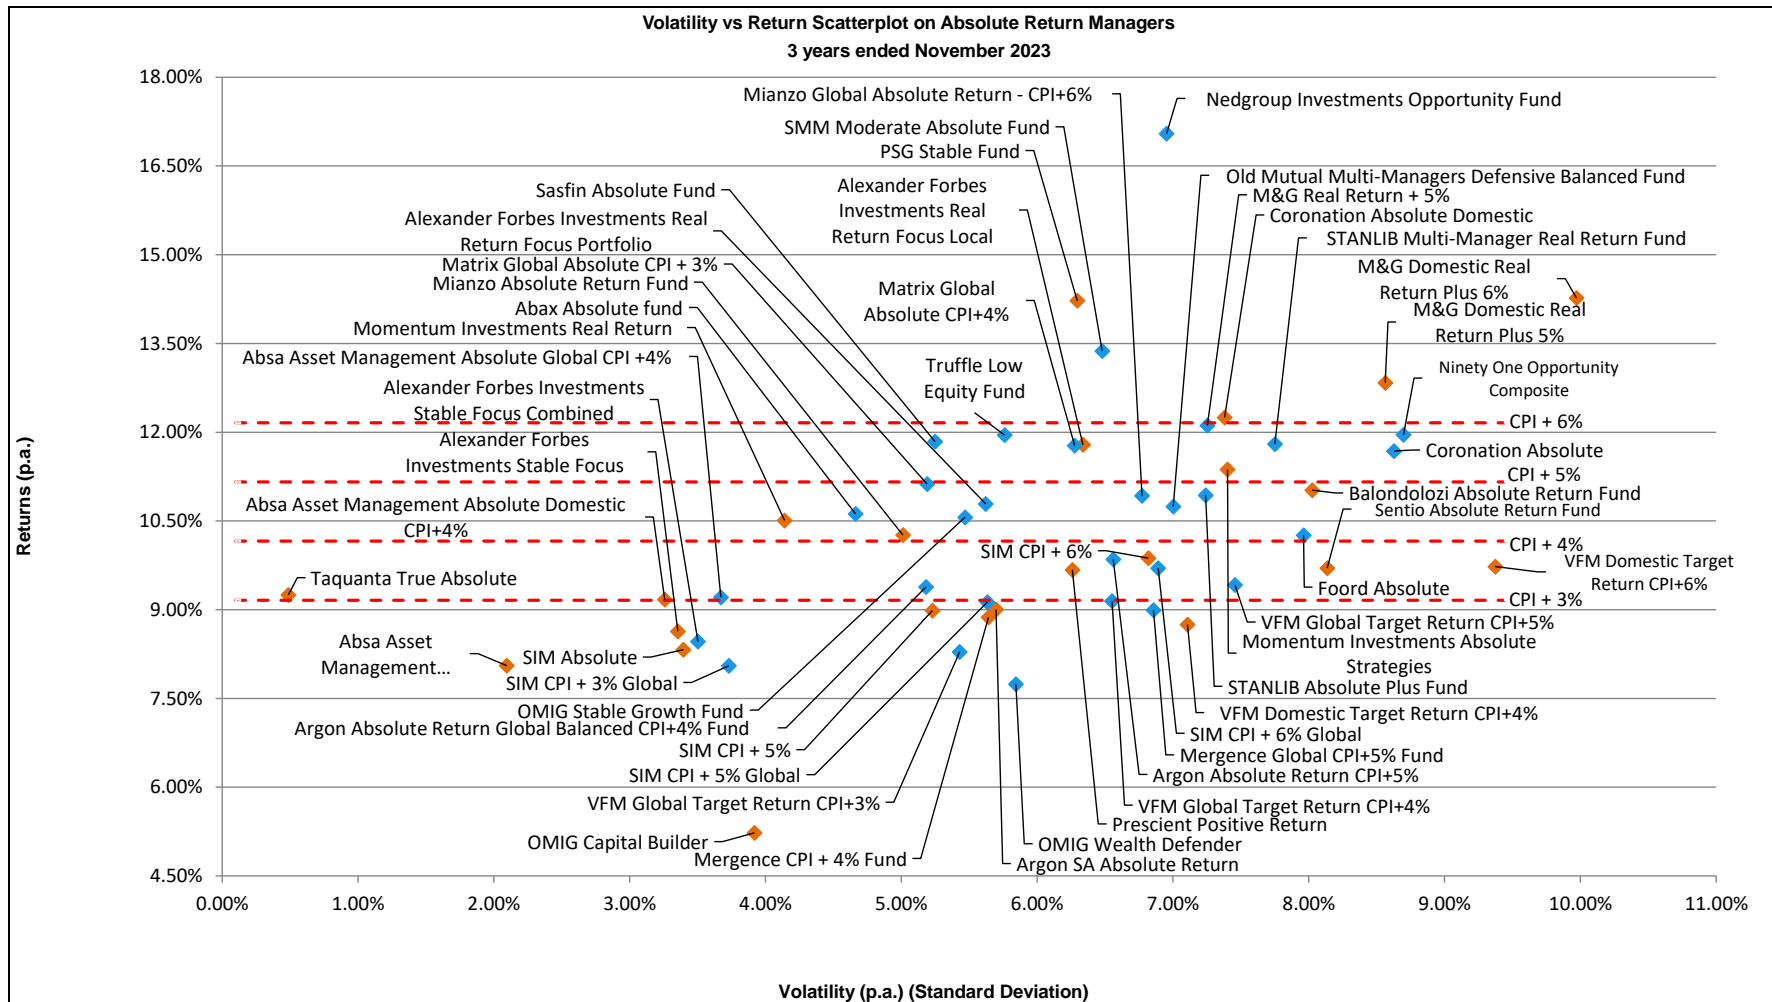 Volatility vs Return Scatterplot on Absolute Return Managers
3 years ended November 2023
Returns (p.a.)
18.00%
16.50%
15.00%
13.50%
12.00%
10.50%
9.00%
7.50%
6.00%
4.50%
Mianzo Global Absolute Return - CPI+6%
Nedgroup Investments Opportunity Fund
SMM Moderate Absolute Fund
PSG Stable Fund
Old Mutual Multi-Managers Defensive Balanced Fund
Sasfin Absolute Fund
Alexander Forbes
Investments Real
Return Focus Local
M&G Real Return + 5%
Coronation Absolute Domestic
Alexander Forbes Investments Real
Return Focus Portfolio
STANLIB Multi-Manager Real Return Fund
Matrix Global Absolute CPI + 3%
Mianzo Absolute Return Fund
M&G Domestic Real
Return Plus 6%
Matrix Global
Absolute CPI+4%
Abax Absolute fund
M&G Domestic Real
Return Plus 5%
Momentum Investments Real Return
Absa Asset Management Absolute Global CPI +4%
Truffle Low
Equity Fund
Ninety One Opportunity
Composite
Alexander Forbes Investments
Stable Focus Combined
CPI + 6%
Alexander Forbes
Investments Stable Focus
Coronation Absolute
CPI + 5%
Balondolozi Absolute Return Fund
Absa Asset Management Absolute Domestic
CPI+4%
Sentio Absolute Return Fund
CPI + 4%
SIM CPI + 6%
VFM Domestic Target
Return CPI+6%
Taquanta True Absolute
Foord Absolute
CPI + 3%
VFM Global Target Return CPI+5%
Absa Asset
Management...
SIM Absolute
Momentum Investments Absolute
Strategies
SIM CPI + 3% Global
STANLIB Absolute Plus Fund
OMIG Stable Growth Fund
VFM Domestic Target Return CPI+4%
Argon Absolute Return Global Balanced CPI+4% Fund
SIM CPI + 6% Global
SIM CPI + 5%
Mergence Global CPI+5% Fund
SIM CPI + 5% Global
Argon Absolute Return CPI+5%
VFM Global Target Return CPI+3%
VFM Global Target Return CPI+4%
Prescient Positive Return
OMIG Capital Builder
OMIG Wealth Defender
Mergence CPI + 4% Fund
Argon SA Absolute Return
0.00%
1.00%
2.00%
3.00%
4.00%
5.00%
6.00%
7.00%
8.00%
9.00%
10.00%
11.00%
Volatility (p.a.) (Standard Deviation)